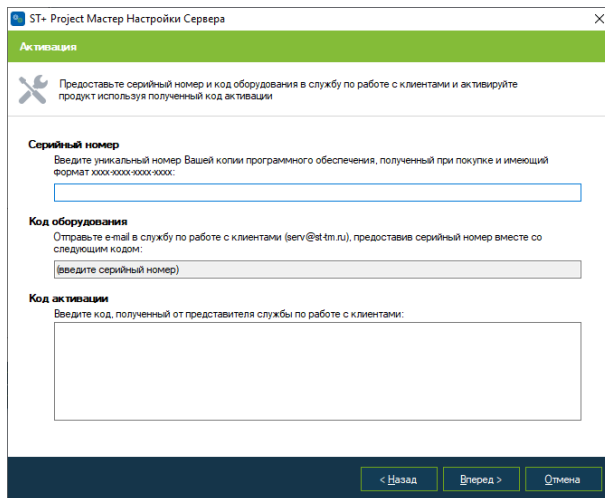 ST+ Project Мастер Настройки Сервера
Активация
Предоставьте серийный номер и код оборудования в службу по работе с клиентами и активируйте
продукт используя полученный код активации
Серийный номер
Введите уникальный номер Вашей копии программного обеспечения, полученный при покупке и имеющий
формат xxxx-xxxx-xxxx-xxxx:
Код оборудования
Отправьте e-mail в службу по работе с клиентами (serv@st-tm.ru), предоставив серийный номер вместе со
следующим кодом:
(введите серийный номер)
Код активации
Введите код, полученный от представителя службы по работе с клиентами:
< Назад
Вперед >
Отмена